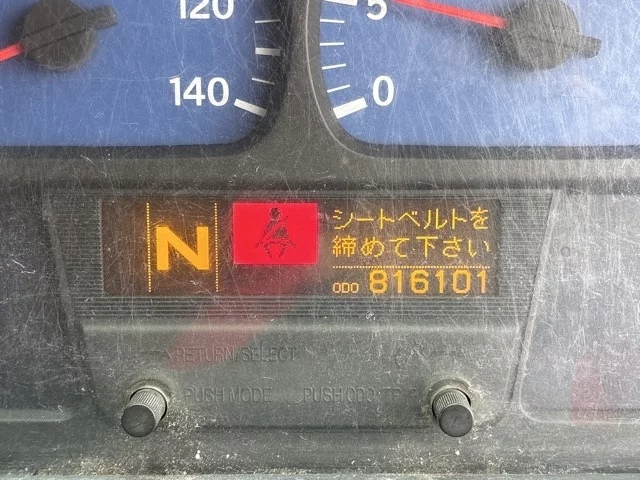 120
140
5
0
N
シートベルトを
締めて下さい
ODO 816101
RETURN/SELECT
PUSH MODE
PUSH ODO/TRIP